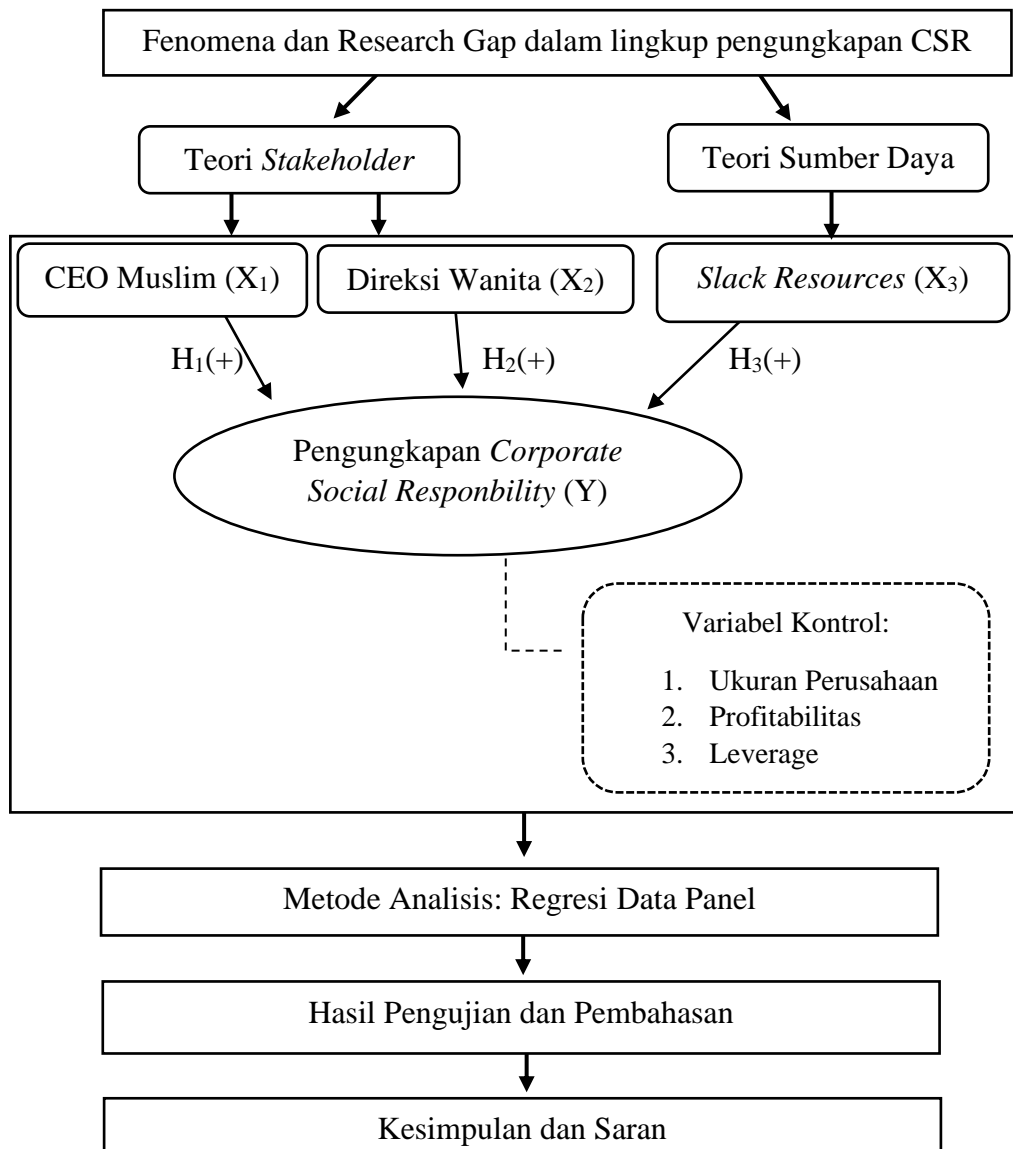 Fenomena dan Research Gap dalam lingkup pengungkapan CSR
Teori Stakeholder
Teori Sumber Daya
CEO Muslim (X₁)
Direksi Wanita (X₂)
Slack Resources (X₃)
H₁(+)
H₂(+)
H₃(+)
Pengungkapan Corporate
Social Responbility (Y)
Variabel Kontrol:
1. Ukuran Perusahaan
2. Profitabilitas
3. Leverage
Metode Analisis: Regresi Data Panel
Hasil Pengujian dan Pembahasan
Kesimpulan dan Saran